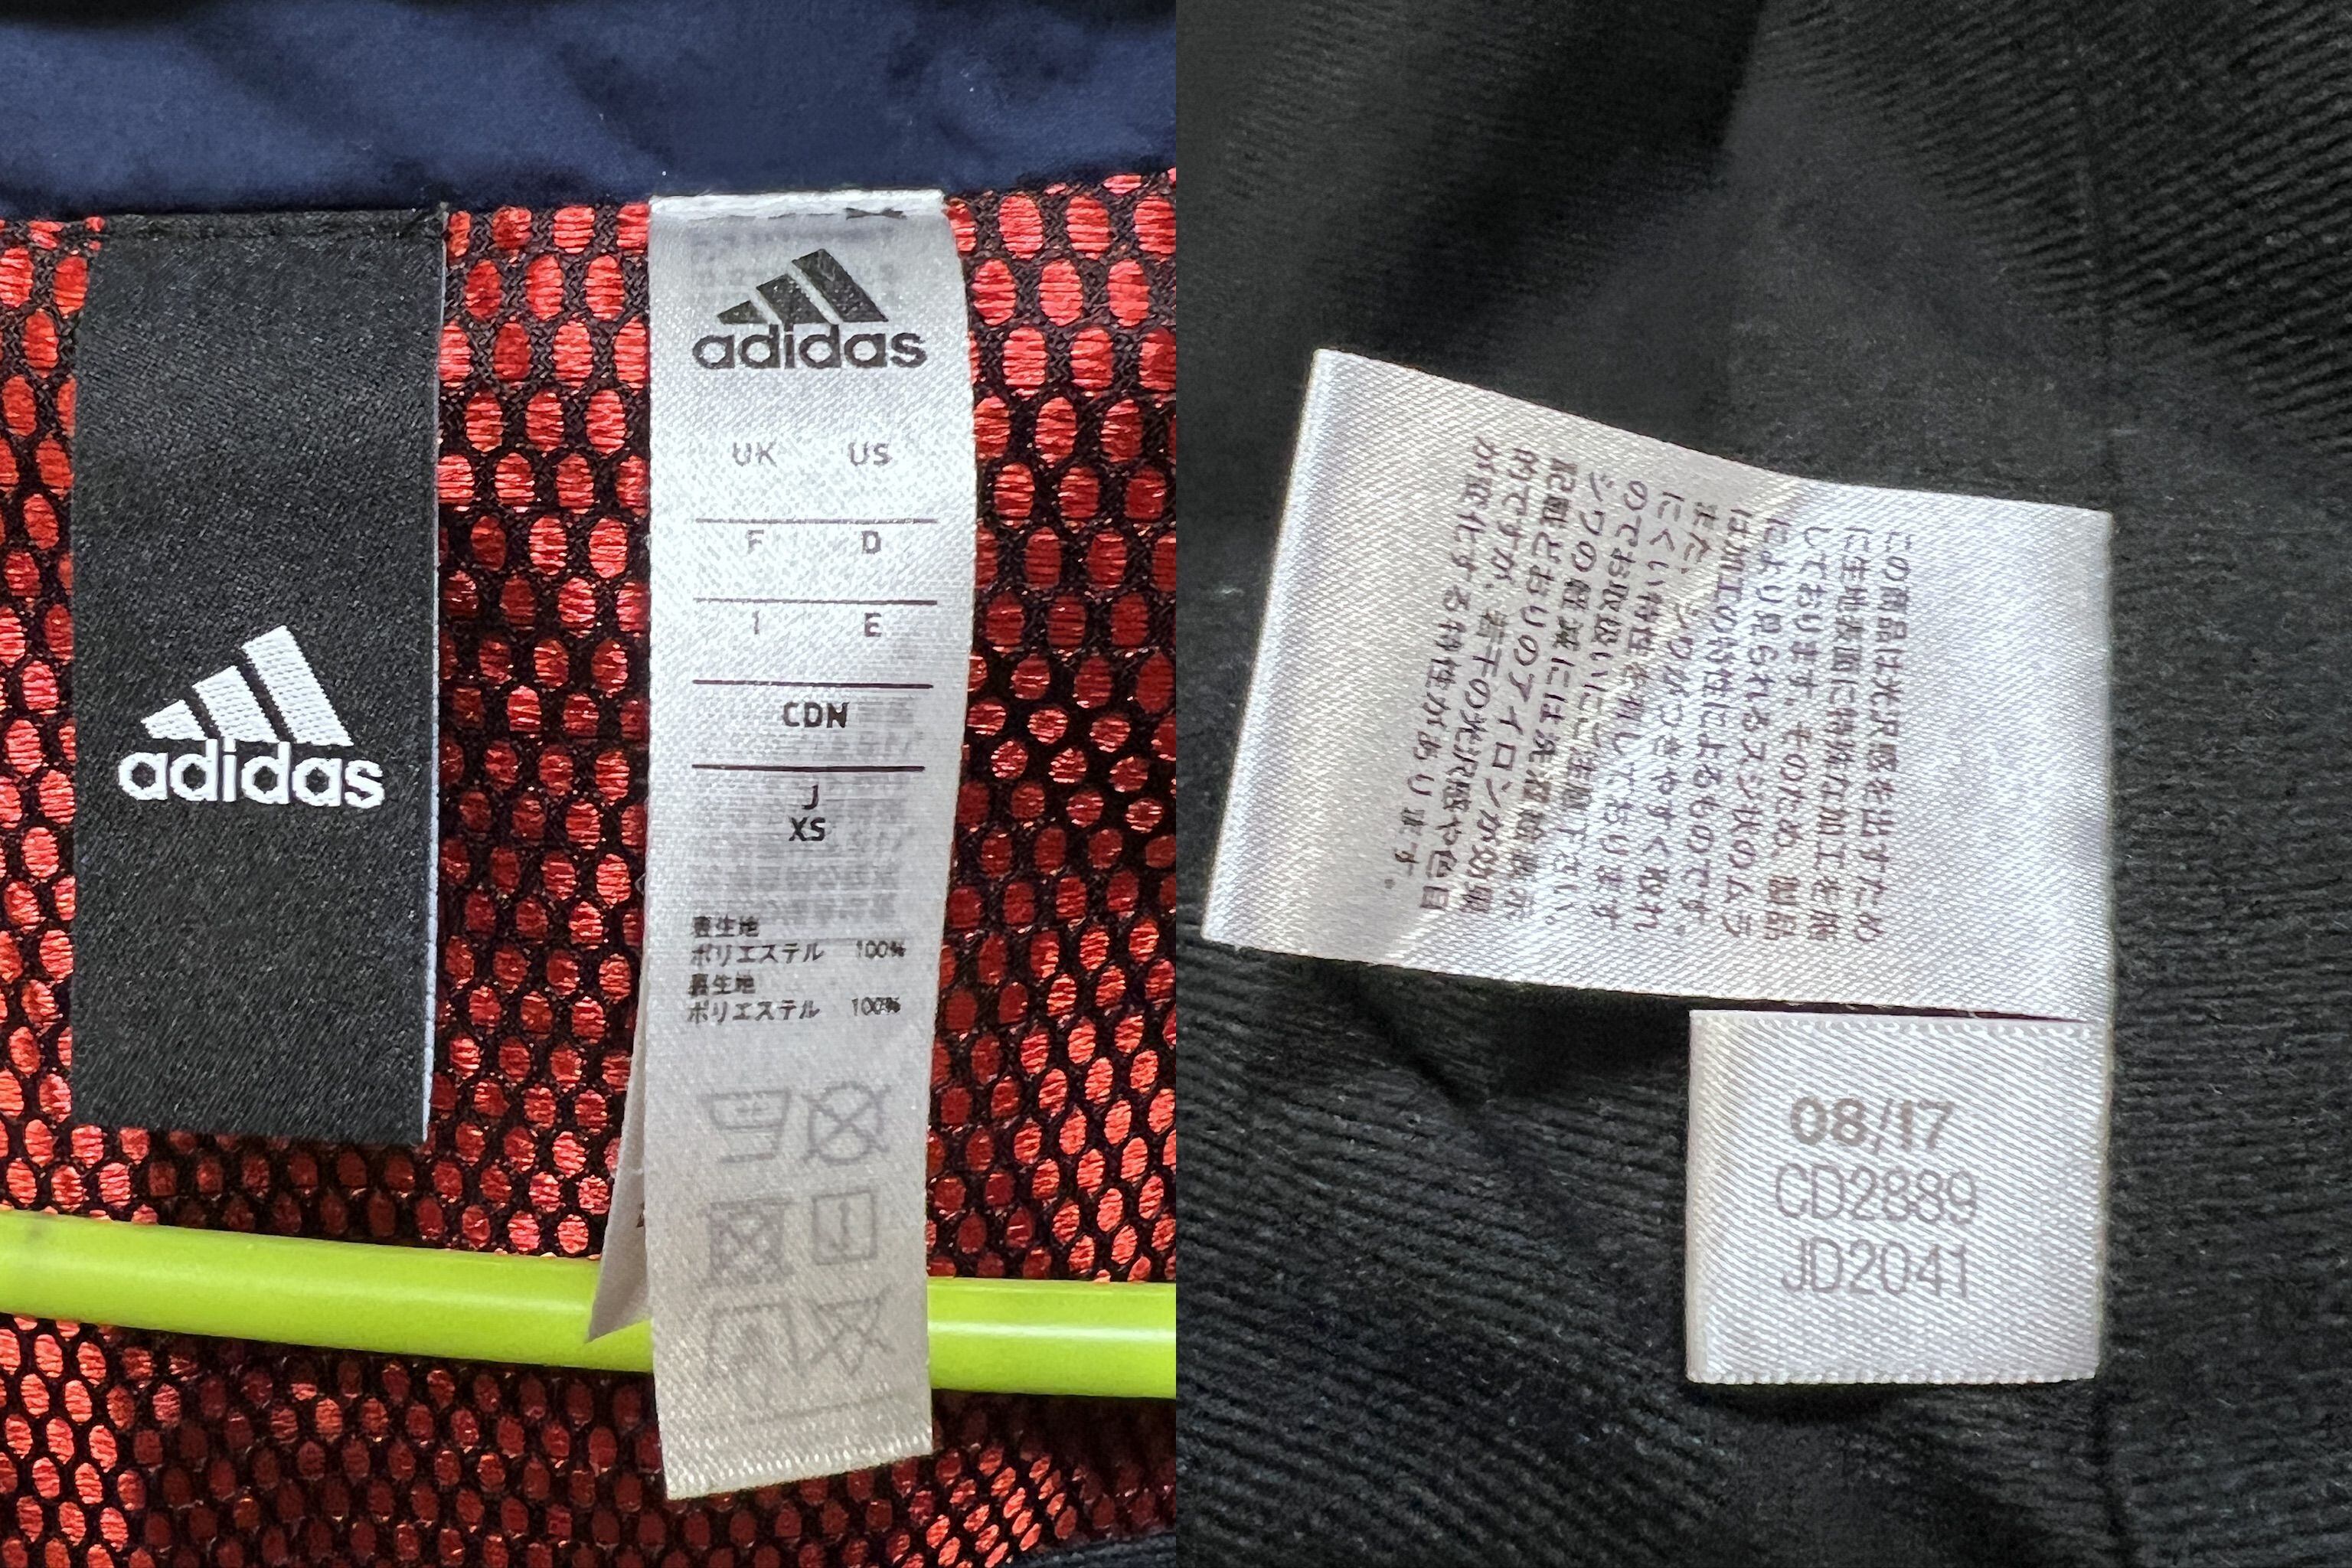 adidas
adidas
UK US
F D
I E
CDN
J
XS
表生地
ポリエステル 100%
裏生地
ポリエステル 100%
この商品は光沢感を出すため
に生地表面に特殊な加工を施
しております。そのため、製品
により見られるスジ状のムラ
は加工の特性によるものです。
また、シワがつきやすく取れ
にくい特性を有しております
のでお取扱いにご注意下さい。
シワの軽減には洗濯絵表示
記載どおりのアイロンが効果
的ですが、若干の光沢感や色目
が変化する特性があります。
08/17
CD2889
JD2041